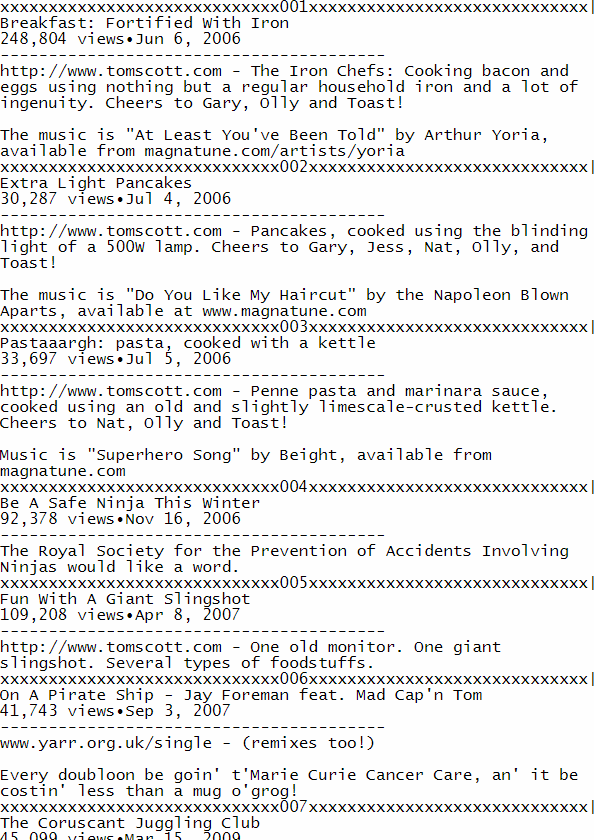 xxxxxxxxxxxxxxxxxxxxxxxxxxxxx001xxxxxxxxxxxxxxxxxxxxxxxxxxxxx|
Breakfast: Fortified With Iron
248,804 views•Jun 6, 2006
----------------------------------------
http://www.tomscott.com - The Iron Chefs: Cooking bacon and
eggs using nothing but a regular household iron and a lot of
ingenuity. Cheers to Gary, Olly and Toast!
The music is "At Least You've Been Told" by Arthur Yoria,
available from magnatune.com/artists/yoria
xxxxxxxxxxxxxxxxxxxxxxxxxxxxx002xxxxxxxxxxxxxxxxxxxxxxxxxxxxx|
Extra Light Pancakes
30,287 views•Jul 4, 2006
----------------------------------------
http://www.tomscott.com - Pancakes, cooked using the blinding
light of a 500W lamp. Cheers to Gary, Jess, Nat, Olly, and
Toast!
The music is "Do You Like My Haircut" by the Napoleon Blown
Aparts, available at www.magnatune.com
xxxxxxxxxxxxxxxxxxxxxxxxxxxxx003xxxxxxxxxxxxxxxxxxxxxxxxxxxxx|
Pastaaargh: pasta, cooked with a kettle
33,697 views•Jul 5, 2006
----------------------------------------
http://www.tomscott.com - Penne pasta and marinara sauce,
cooked using an old and slightly limescale-crusted kettle.
Cheers to Nat, Olly and Toast!
Music is "Superhero Song" by Beight, available from
magnatune.com
xxxxxxxxxxxxxxxxxxxxxxxxxxxxx004xxxxxxxxxxxxxxxxxxxxxxxxxxxxx|
Be A Safe Ninja This Winter
92,378 views•Nov 16, 2006
----------------------------------------
The Royal Society for the Prevention of Accidents Involving
Ninjas would like a word.
xxxxxxxxxxxxxxxxxxxxxxxxxxxxx005xxxxxxxxxxxxxxxxxxxxxxxxxxxxx|
Fun With A Giant Slingshot
109,208 views•Apr 8, 2007
----------------------------------------
http://www.tomscott.com - One old monitor. One giant
slingshot. Several types of foodstuffs.
xxxxxxxxxxxxxxxxxxxxxxxxxxxxx006xxxxxxxxxxxxxxxxxxxxxxxxxxxxx|
On A Pirate Ship - Jay Foreman feat. Mad Cap'n Tom
41,743 views•Sep 3, 2007
----------------------------------------
www.yarr.org.uk/single - (remixes too!)
Every doubloon be goin' t'Marie Curie Cancer Care, an' it be
costin' less than a mug o'grog!
xxxxxxxxxxxxxxxxxxxxxxxxxxxxx007xxxxxxxxxxxxxxxxxxxxxxxxxxxxx|
The Coruscant Juggling Club
45,099 views•Mar 15, 2009